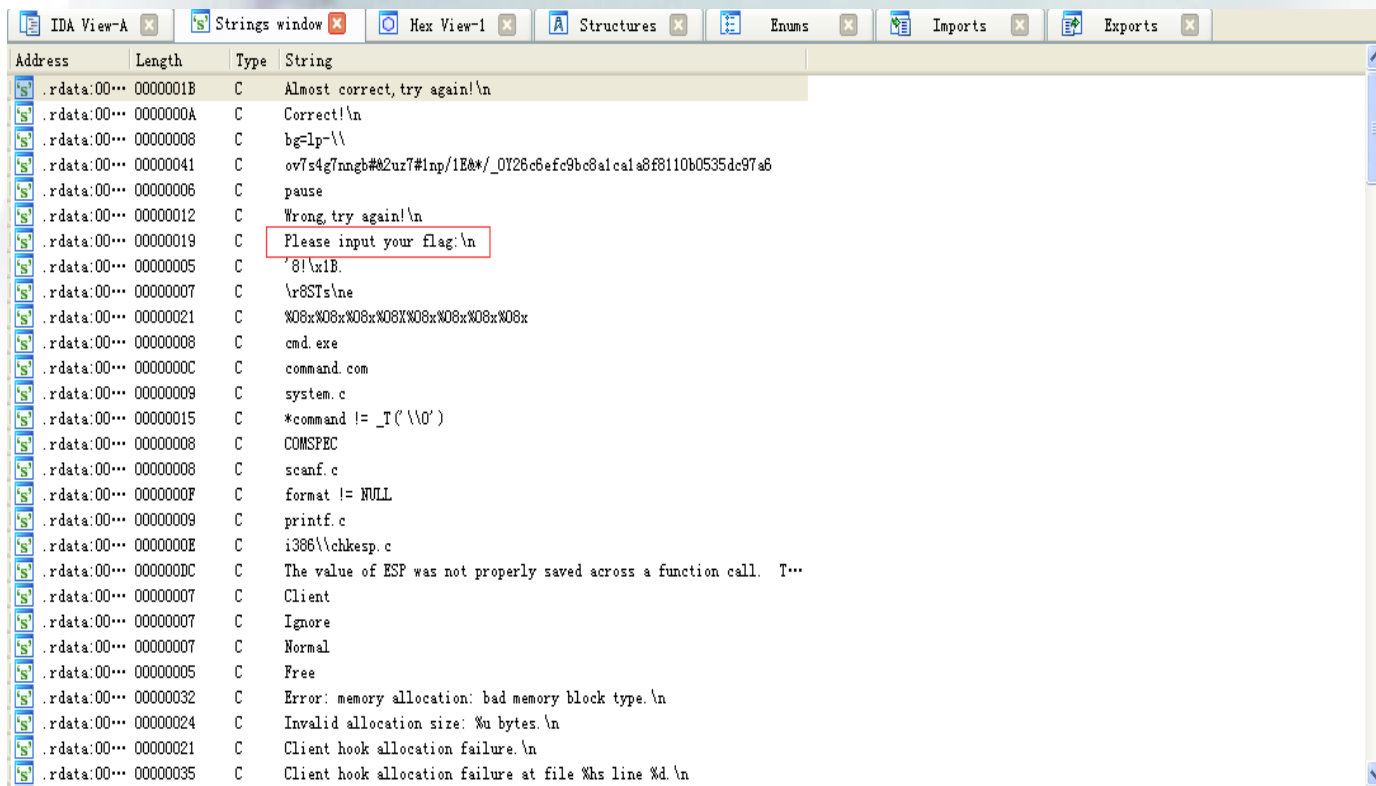 IDA View-A Strings window Hex View-1 Structures Enums Imports Exports
Address Length Type String
.rdata:00… 0000001B C Almost correct,try again!\n
.rdata:00… 0000000A C Correct!\n
.rdata:00… 00000008 C bg=lp-\\
.rdata:00… 00000041 C ov7s4g7nngb#&2uz7#1np/1E&*/_0Y26c6efc9bc8a1ca1a8f8110b0535dc97a6
.rdata:00… 00000006 C pause
.rdata:00… 00000012 C Wrong,try again!\n
.rdata:00… 00000019 C Please input your flag:\n
.rdata:00… 00000005 C '8!\x1B.
.rdata:00… 00000007 C \r8STs\ne
.rdata:00… 00000021 C %08x%08x%08x%08X%08x%08x%08x%08x
.rdata:00… 00000008 C cmd.exe
.rdata:00… 0000000C C command.com
.rdata:00… 00000009 C system.c
.rdata:00… 00000015 C *command != _T('\\0')
.rdata:00… 00000008 C COMSPEC
.rdata:00… 00000008 C scanf.c
.rdata:00… 0000000F C format != NULL
.rdata:00… 00000009 C printf.c
.rdata:00… 0000000E C i386\\chkesp.c
.rdata:00… 000000DC C The value of ESP was not properly saved across a function call.  T…
.rdata:00… 00000007 C Client
.rdata:00… 00000007 C Ignore
.rdata:00… 00000007 C Normal
.rdata:00… 00000005 C Free
.rdata:00… 00000032 C Error: memory allocation: bad memory block type.\n
.rdata:00… 00000024 C Invalid allocation size: %u bytes.\n
.rdata:00… 00000021 C Client hook allocation failure.\n
.rdata:00… 00000035 C Client hook allocation failure at file %hs line %d.\n